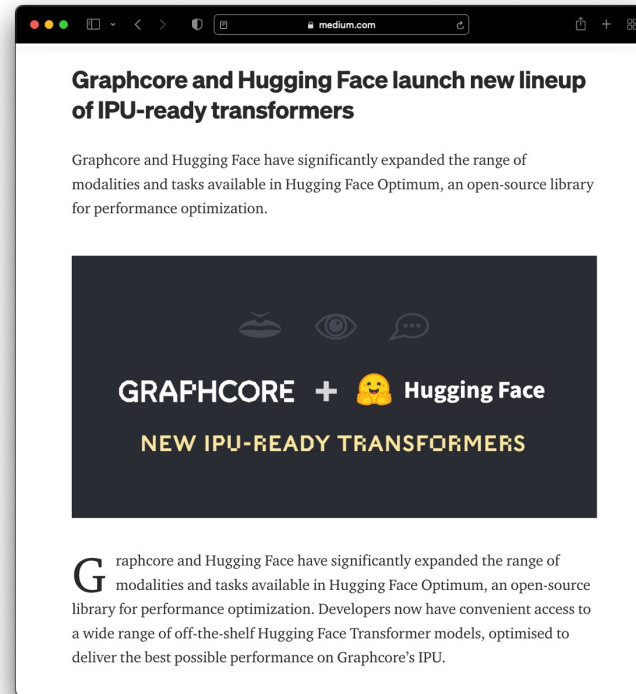 medium.com
Graphcore and Hugging Face launch new lineup
of IPU-ready transformers
Graphcore and Hugging Face have significantly expanded the range of
modalities and tasks available in Hugging Face Optimum, an open-source library
for performance optimization.
GRAPHCORE + Hugging Face
NEW IPU-READY TRANSFORMERS
Graphcore and Hugging Face have significantly expanded the range of
modalities and tasks available in Hugging Face Optimum, an open-source
library for performance optimization. Developers now have convenient access to
a wide range of off-the-shelf Hugging Face Transformer models, optimised to
deliver the best possible performance on Graphcore’s IPU.